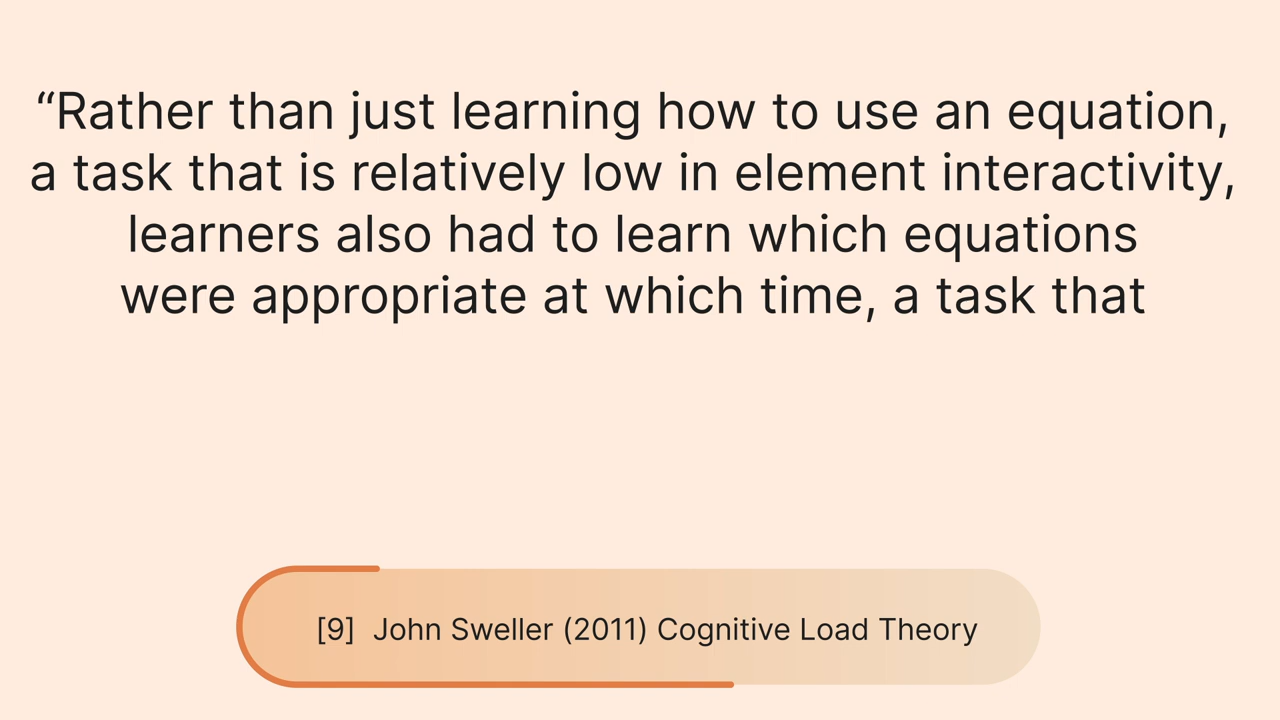 “Rather than just learning how to use an equation,
a task that is relatively low in element interactivity,
learners also had to learn which equations
were appropriate at which time, a task that
[9] John Sweller (2011) Cognitive Load Theory